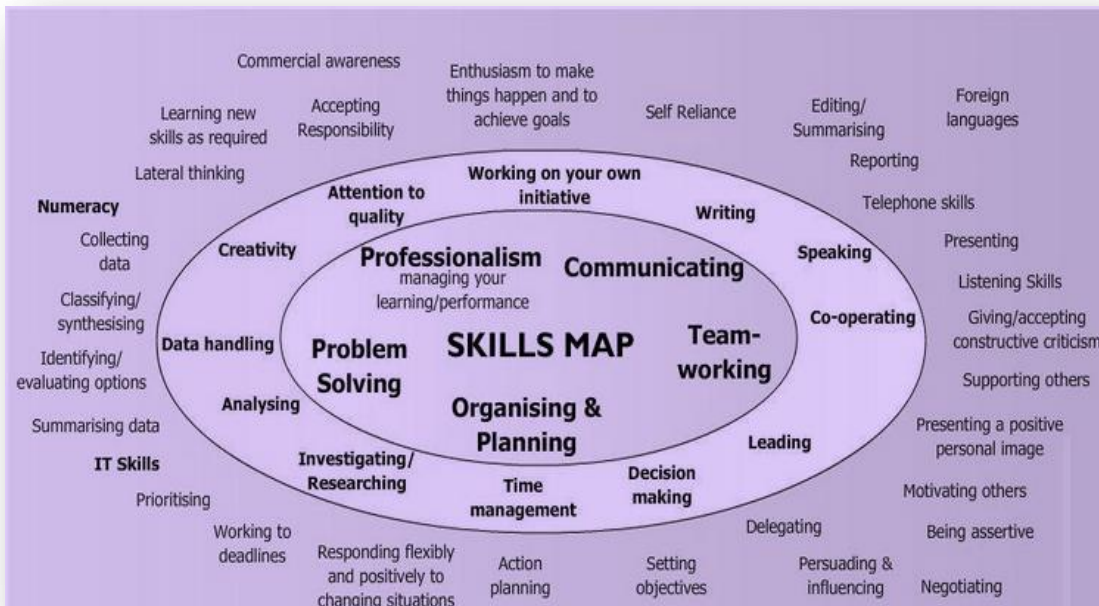 Commercial awareness
Enthusiasm to make
things happen and to
achieve goals
Learning new
skills as required
Accepting
Responsibility
Self Reliance
Editing/
Summarising
Foreign
languages
Lateral thinking
Reporting
Numeracy
Telephone skills
Collecting
data
Presenting
Classifying/
synthesising
Listening Skills
Identifying/
evaluating options
Giving/accepting
constructive criticism
Summarising data
Supporting others
IT Skills
Presenting a positive
personal image
Prioritising
Motivating others
Working to
deadlines
Being assertive
Responding flexibly
and positively to
changing situations
Action
planning
Setting
objectives
Delegating
Persuading &
influencing
Negotiating
Working on your own
initiative
Attention to
quality
Writing
Creativity
Speaking
Data handling
Co-operating
Analysing
Leading
Investigating/
Researching
Time
management
Decision
making
Professionalism
managing your
learning/performance
Communicating
SKILLS MAP
Problem
Solving
Team-
working
Organising &
Planning